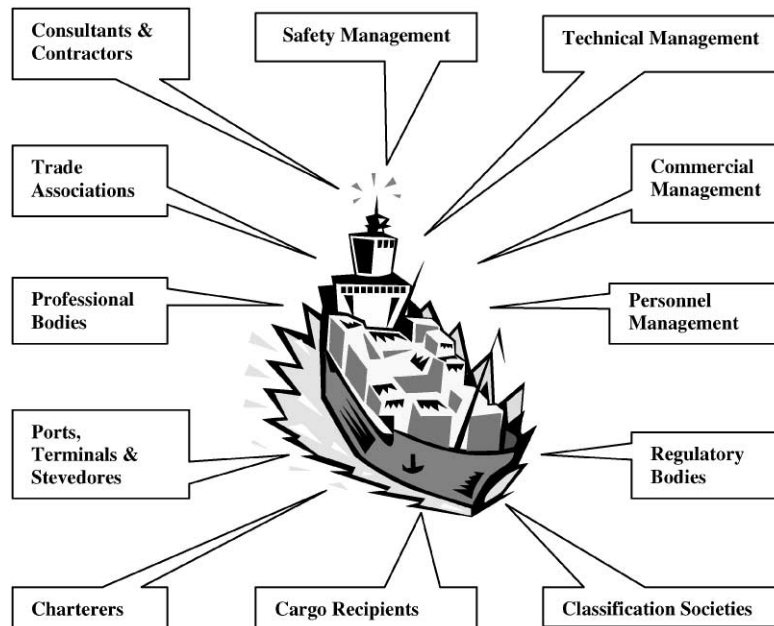 Consultants &
Contractors
Safety Management
Technical Management
Trade
Associations
Commercial
Management
Professional
Bodies
Personnel
Management
Ports,
Terminals &
Stevedores
Regulatory
Bodies
Charterers
Cargo Recipients
Classification Societies